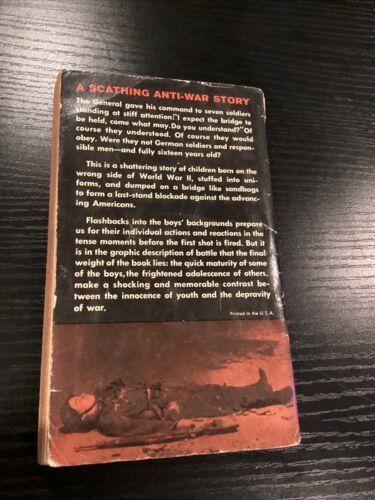 A SCATHING ANTI-WAR STORY
The General gave his command to seven soldiers
standing at stiff attention: "I expect the bridge to
be held, come what may. Do you understand?" Of
course they understood. Of course they would
obey. Were they not German soldiers and respon-
sible men—and fully sixteen years old?
This is a shattering story of children born on the
wrong side of World War II, stuffed into uni-
forms, and dumped on a bridge like sandbags
to form a last-stand blockade against the advanc-
ing Americans.
Flashbacks into the boys' backgrounds prepare
us for their individual actions and reactions in the
tense moments before the first shot is fired. But it
is in the graphic description of battle that the final
weight of the book lies: the quick maturity of some
of the boys, the frightened adolescence of others,
make a shocking and memorable contrast be-
tween the innocence of youth and the depravity
of war.
Printed in the U.S.A.